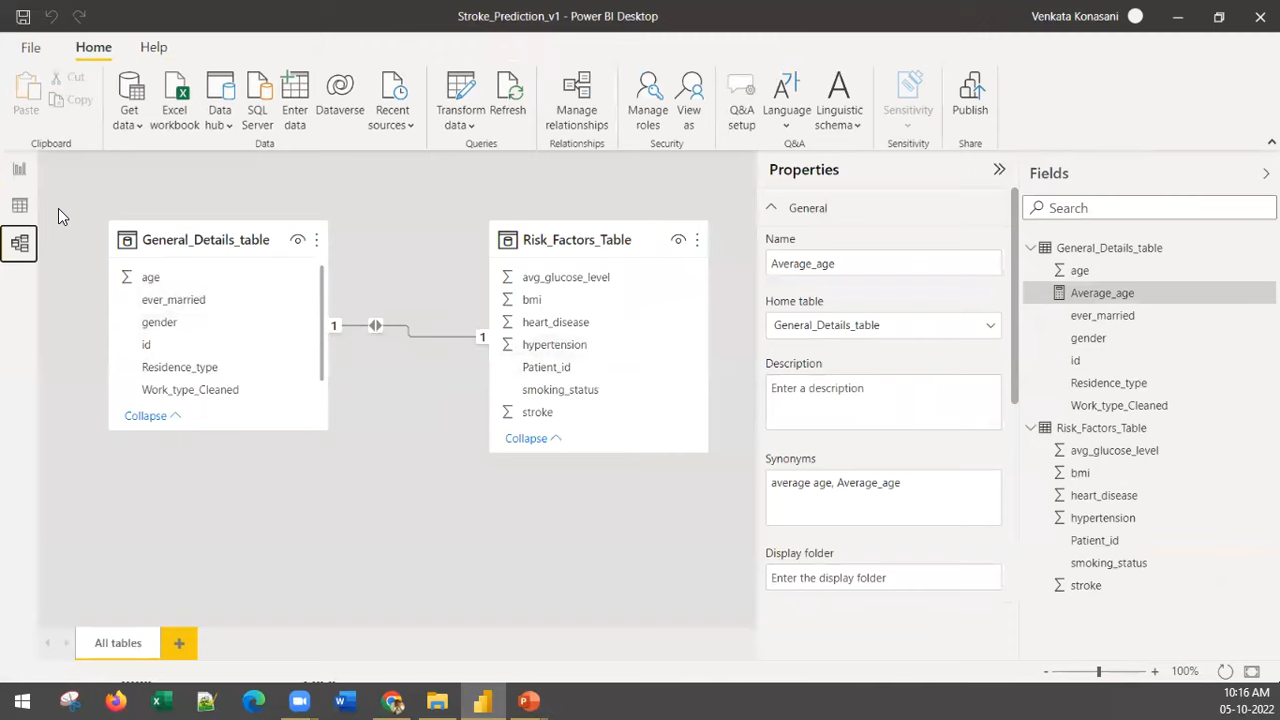 Stroke_Prediction_v1 - Power BI Desktop
Venkata Konasani
File
Home
Help
Paste
Cut
Copy
Clipboard
Get data
Excel workbook
Data hub
SQL Server
Enter data
Dataverse
Recent sources
Data
Transform data
Refresh
Queries
Manage relationships
Relationships
Manage roles
View as
Security
Q&A setup
Language
Linguistic schema
Q&A
Sensitivity
Sensitivity
Publish
Share
General_Details_table
age
ever_married
gender
id
Residence_type
Work_type_Cleaned
Collapse
1
1
Risk_Factors_Table
avg_glucose_level
bmi
heart_disease
hypertension
Patient_id
smoking_status
stroke
Collapse
Properties
General
Name
Average_age
Home table
General_Details_table
Description
Enter a description
Synonyms
average age, Average_age
Display folder
Enter the display folder
Fields
Search
General_Details_table
age
Average_age
ever_married
gender
id
Residence_type
Work_type_Cleaned
Risk_Factors_Table
avg_glucose_level
bmi
heart_disease
hypertension
Patient_id
smoking_status
stroke
All tables
100%
10:16 AM
05-10-2022